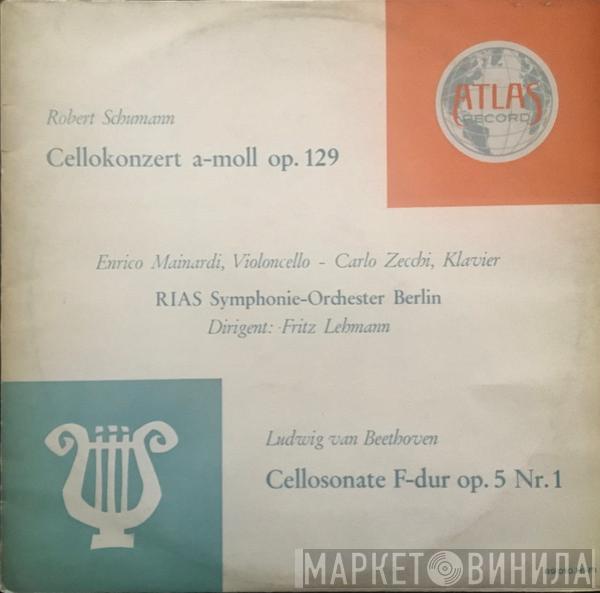 ATLAS
RECORD
Robert Schumann
Cellokonzert a-moll op. 129
Enrico Mainardi, Violoncello - Carlo Zecchi, Klavier
RIAS Symphonie-Orchester Berlin
Dirigent: Fritz Lehmann
Ludwig van Beethoven
Cellosonate F-dur op. 5 Nr. 1
МАРКЕТ ВИНИЛА